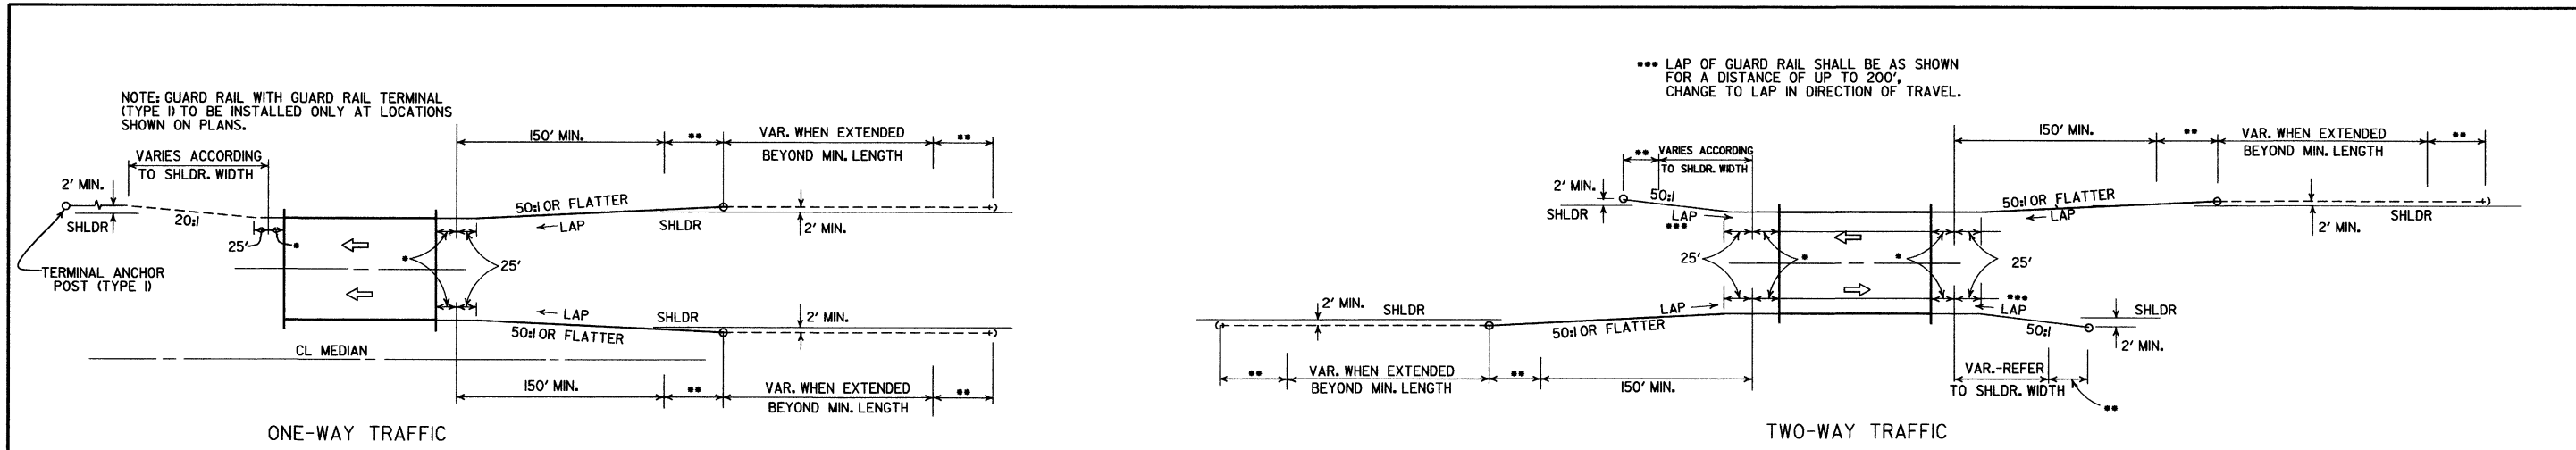 NOTE: GUARD RAIL WITH GUARD RAIL TERMINAL
(TYPE I) TO BE INSTALLED ONLY AT LOCATIONS
SHOWN ON PLANS.
150' MIN.
**
VAR. WHEN EXTENDED
BEYOND MIN. LENGTH
**
VARIES ACCORDING
TO SHLDR. WIDTH
2' MIN.
SHLDR
20:1
50:1 OR FLATTER
LAP
SHLDR
2' MIN.
25'
*
*
25'
TERMINAL ANCHOR
POST (TYPE I)
LAP
50:1 OR FLATTER
SHLDR
2' MIN.
CL MEDIAN
150' MIN.
**
VAR. WHEN EXTENDED
BEYOND MIN. LENGTH
**
ONE-WAY TRAFFIC
*** LAP OF GUARD RAIL SHALL BE AS SHOWN
FOR A DISTANCE OF UP TO 200',
CHANGE TO LAP IN DIRECTION OF TRAVEL.
150' MIN.
**
VAR. WHEN EXTENDED
BEYOND MIN. LENGTH
**
**
VARIES ACCORDING
TO SHLDR. WIDTH
2' MIN.
SHLDR
50:1
LAP
***
50:1 OR FLATTER
LAP
2' MIN.
SHLDR
25'
*
*
25'
2' MIN.
SHLDR
LAP
50:1 OR FLATTER
***
LAP
50:1
SHLDR
2' MIN.
**
VAR. WHEN EXTENDED
BEYOND MIN. LENGTH
**
150' MIN.
VAR.-REFER
TO SHLDR. WIDTH
**
TWO-WAY TRAFFIC